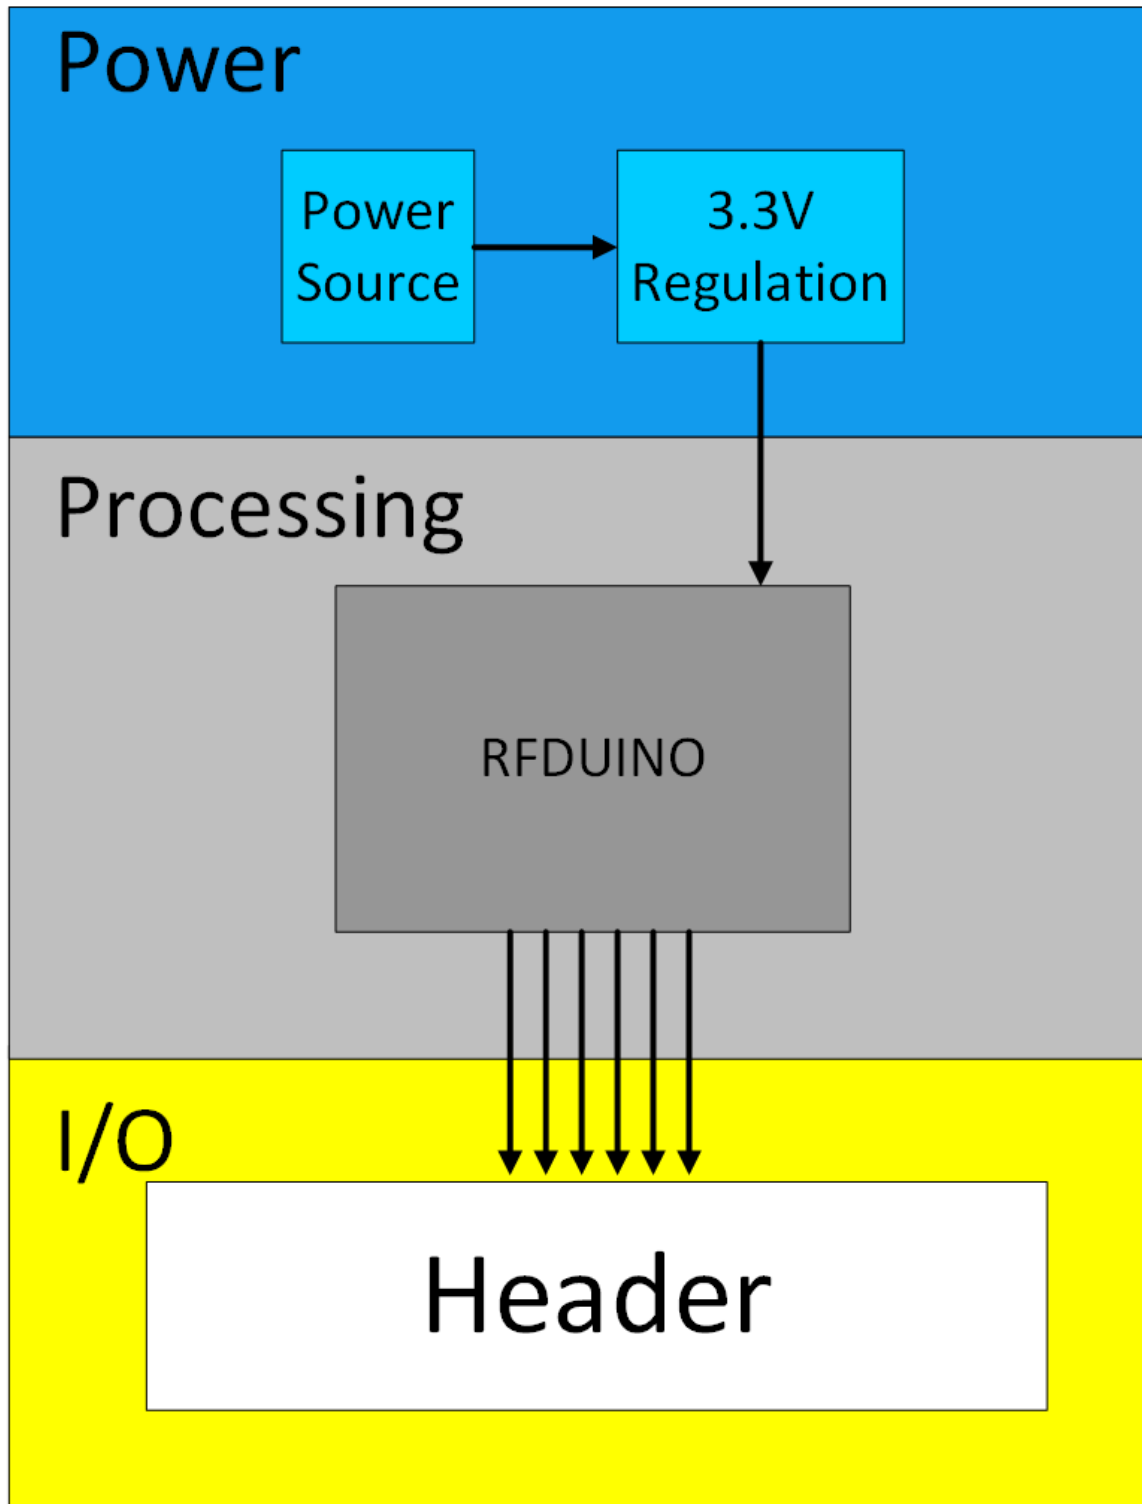 Power
Power
Source
3.3V
Regulation
Processing
RFDUINO
I/O
Header